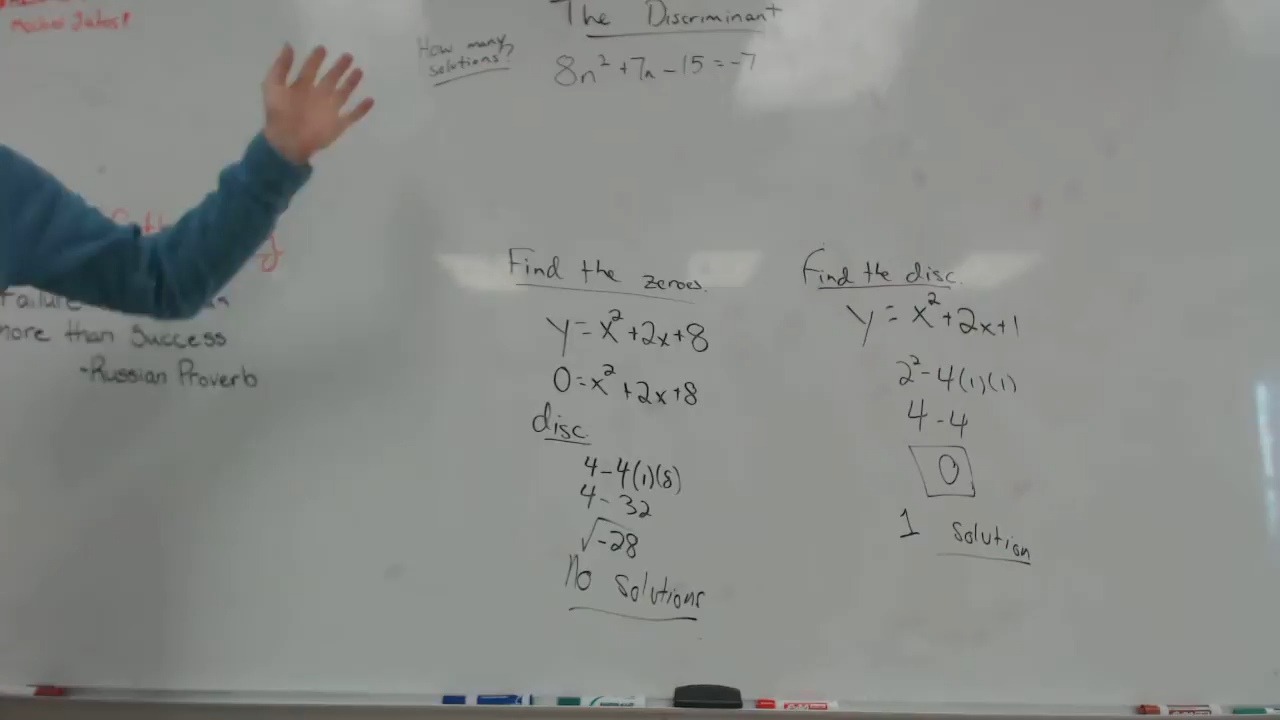 The Discriminant
How many
solutions?
8n² + 7n - 15 = -7
Failure
more than Success
-Russian Proverb
Find the zeroes.
y = x² + 2x + 8
0 = x² + 2x + 8
disc.
4 - 4(1)(8)
4 - 32
√-28
No solutions
Find the disc.
y = x² + 2x + 1
2² - 4(1)(1)
4 - 4
0
1 solution